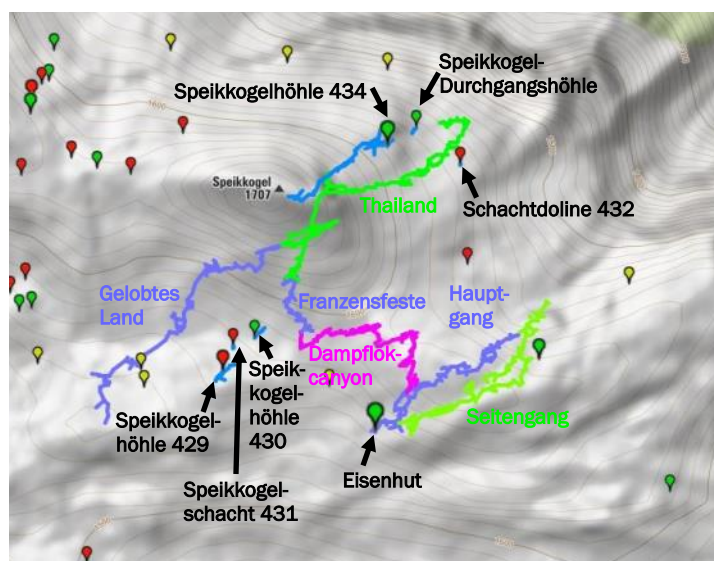 Speikkogel-
Durchgangshöhle
Speikkogelhöhle 434
Speikkogel
1707
Thailand
Schachtdoline 432
Gelobtes
Land
Franzensfeste
Haupt-
gang
Dampflok-
canyon
Speik-
kogel-
höhle
430
Speikkogel-
höhle 429
Seitengang
Eisenhut
Speikkogel-
schacht 431